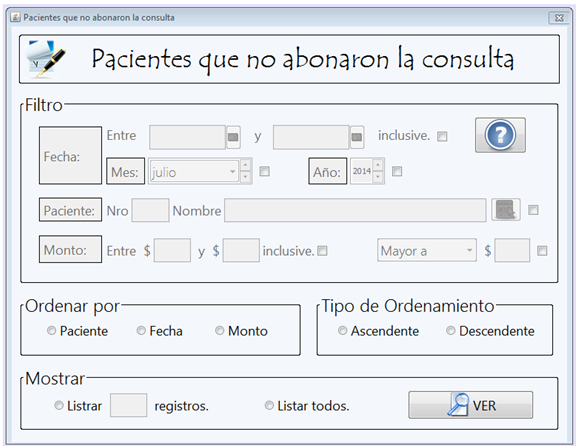 Pacientes que no abonaron la consulta
Pacientes que no abonaron la consulta
Filtro
Fecha: Entre y inclusive.
Mes: julio Año: 2014
Paciente: Nro Nombre
Monto: Entre $ y $ inclusive. Mayor a $
Ordenar por
Paciente Fecha Monto
Tipo de Ordenamiento
Ascendente Descendente
Mostrar
Listrar registros. Listar todos. VER